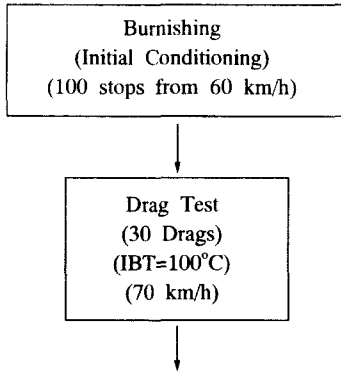 Burnishing
(Initial Conditioning)
(100 stops from 60 km/h)
Drag Test
(30 Drags)
(IBT=100°C)
(70 km/h)